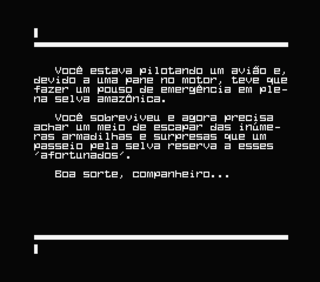 Você estava pilotando um avião e,
devido a uma pane no motor, teve que
fazer um pouso de emergência em ple-
na selva amazônica.
Você sobreviveu e agora precisa
achar um meio de escapar das inúme-
ras armadilhas e surpresas que um
passeio pela selva reserva a esses
'afortunados'.
Boa sorte, companheiro...